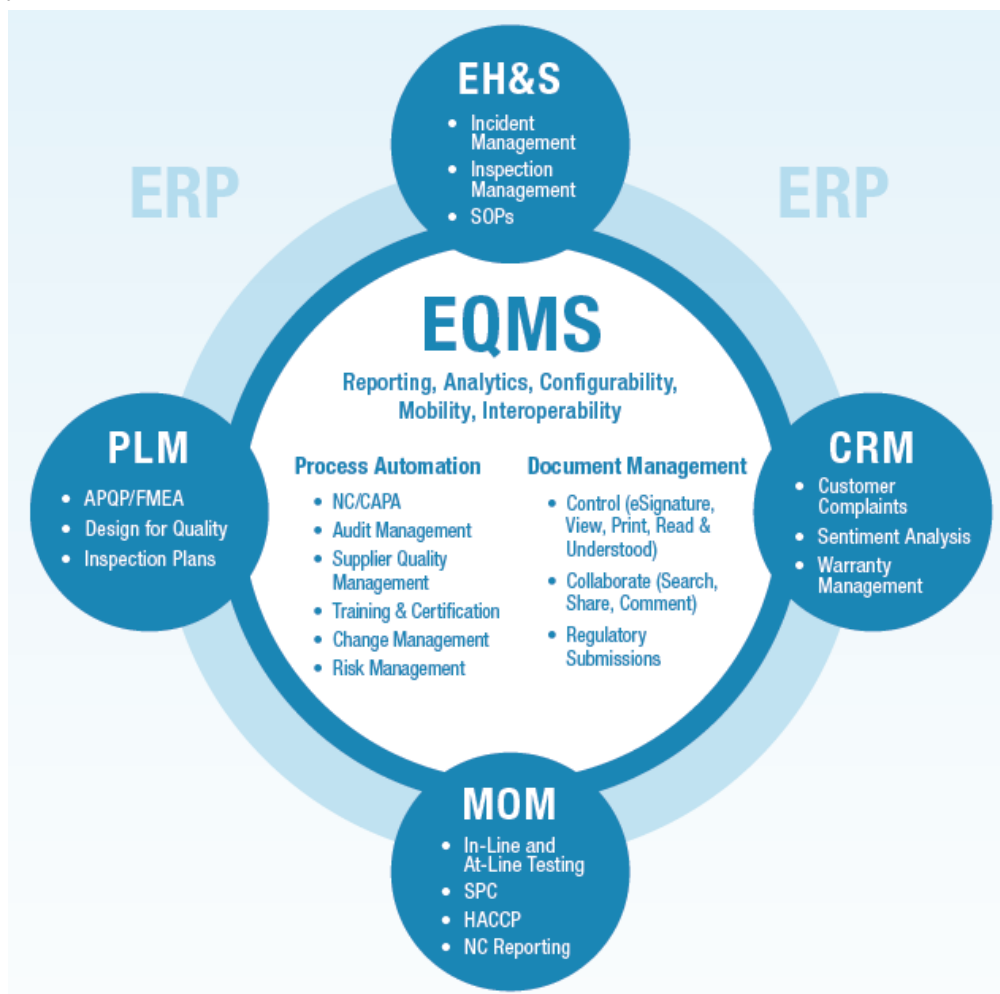 EH&S
• Incident
Management
• Inspection
Management
• SOPs
ERP
ERP
EQMS
Reporting, Analytics, Configurability,
Mobility, Interoperability
PLM
• APQP/FMEA
• Design for Quality
• Inspection Plans
Process Automation
• NC/CAPA
• Audit Management
• Supplier Quality
Management
• Training & Certification
• Change Management
• Risk Management
Document Management
• Control (eSignature,
View, Print, Read &
Understood)
• Collaborate (Search,
Share, Comment)
• Regulatory
Submissions
CRM
• Customer
Complaints
• Sentiment Analysis
• Warranty
Management
MOM
• In-Line and
At-Line Testing
• SPC
• HACCP
• NC Reporting